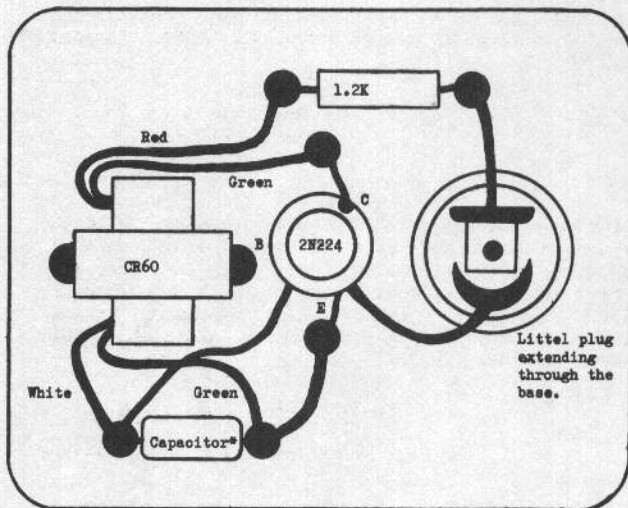 1.2K
Red
Green
C
B
2N224
CR60
E
Littel plug
extending
through the
base.
White
Green
Capacitor*